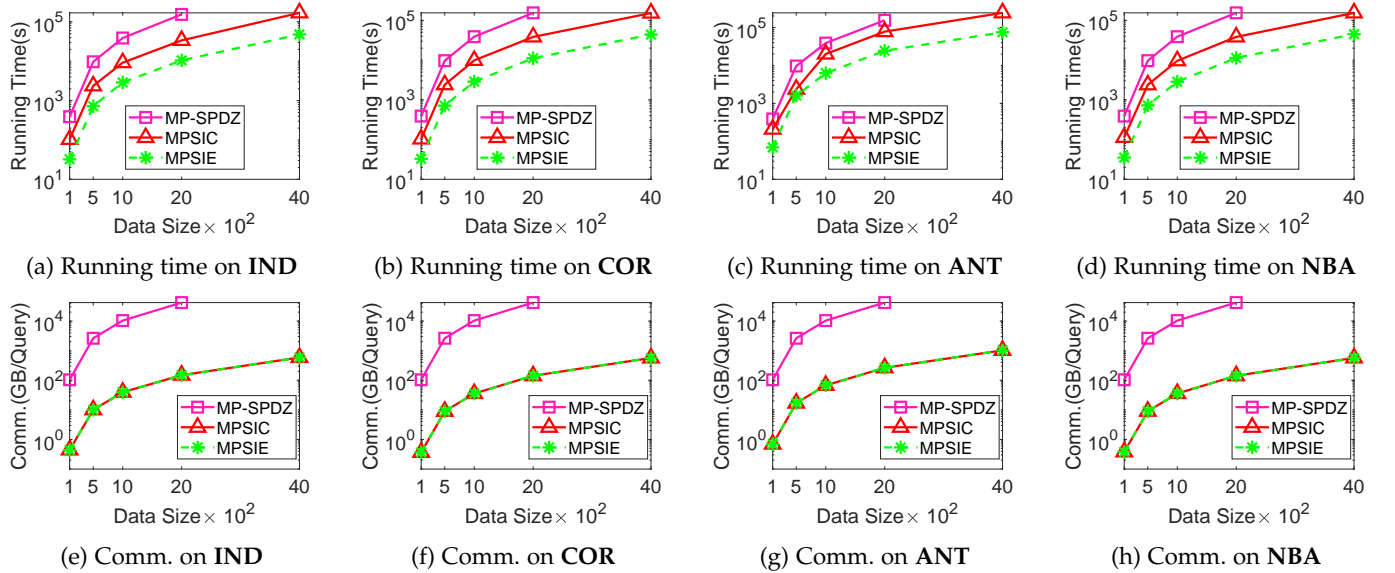 Running Time(s)
10^5
10^3
10^1
MP-SPDZ
MPSIC
MPSIE
1 5 10 20 40
Data Size × 10^2
(a) Running time on IND
Running Time(s)
10^5
10^3
10^1
MP-SPDZ
MPSIC
MPSIE
1 5 10 20 40
Data Size × 10^2
(b) Running time on COR
Running Time(s)
10^5
10^3
10^1
MP-SPDZ
MPSIC
MPSIE
1 5 10 20 40
Data Size × 10^2
(c) Running time on ANT
Running Time(s)
10^5
10^3
10^1
MP-SPDZ
MPSIC
MPSIE
1 5 10 20 40
Data Size × 10^2
(d) Running time on NBA
Comm.(GB/Query)
10^4
10^2
10^0
MP-SPDZ
MPSIC
MPSIE
1 5 10 20 40
Data Size × 10^2
(e) Comm. on IND
Comm.(GB/Query)
10^4
10^2
10^0
MP-SPDZ
MPSIC
MPSIE
1 5 10 20 40
Data Size × 10^2
(f) Comm. on COR
Comm.(GB/Query)
10^4
10^2
10^0
MP-SPDZ
MPSIC
MPSIE
1 5 10 20 40
Data Size × 10^2
(g) Comm. on ANT
Comm.(GB/Query)
10^4
10^2
10^0
MP-SPDZ
MPSIC
MPSIE
1 5 10 20 40
Data Size × 10^2
(h) Comm. on NBA